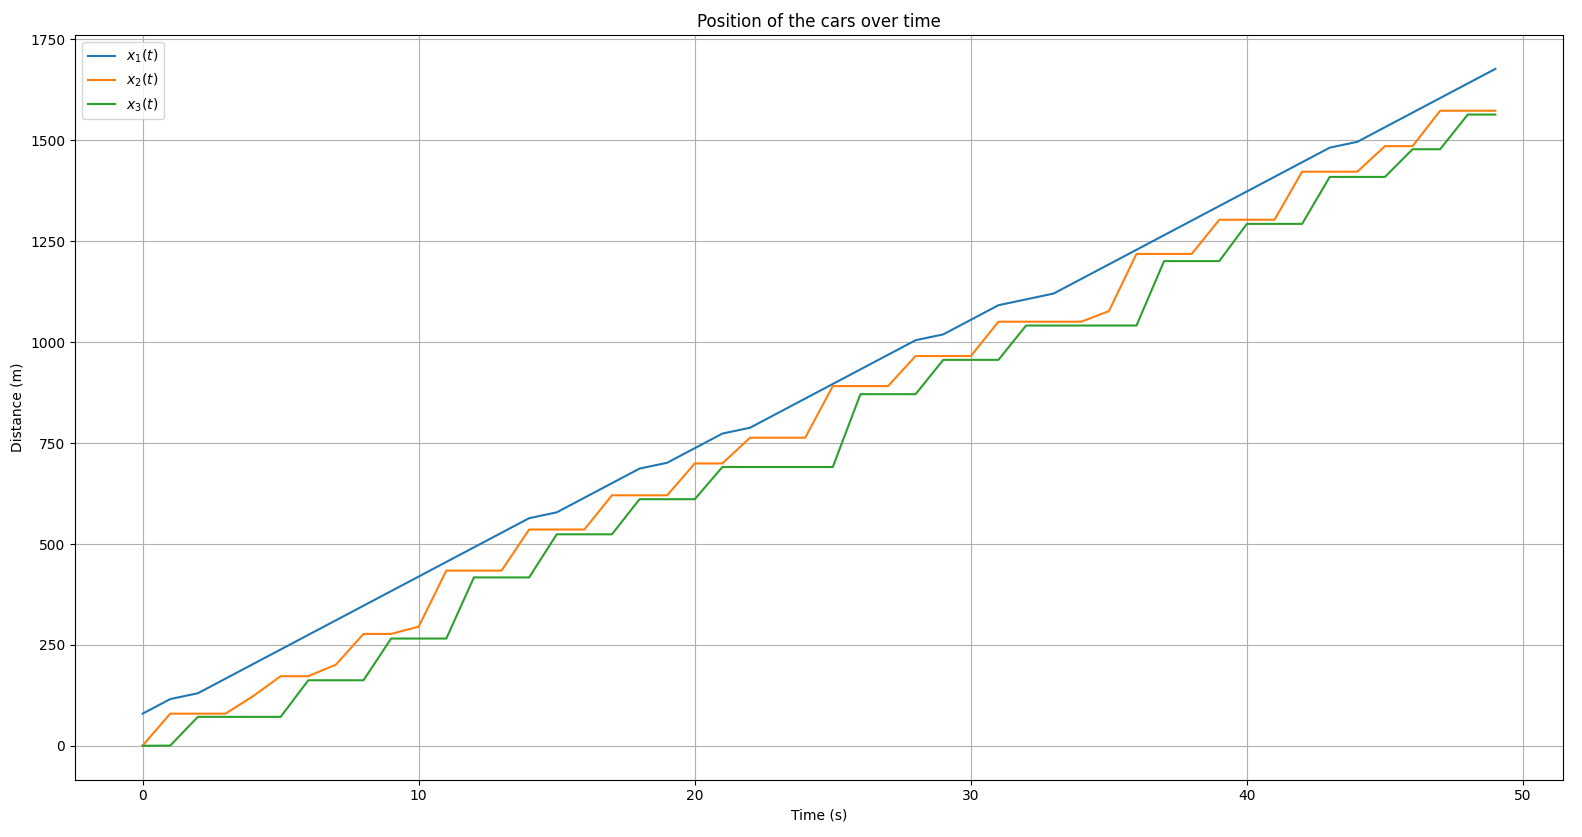 Position of the cars over time
x₁(t)
x₂(t)
x₃(t)
1750
1500
1250
1000
750
500
250
0
Distance (m)
0 10 20 30 40 50
Time (s)